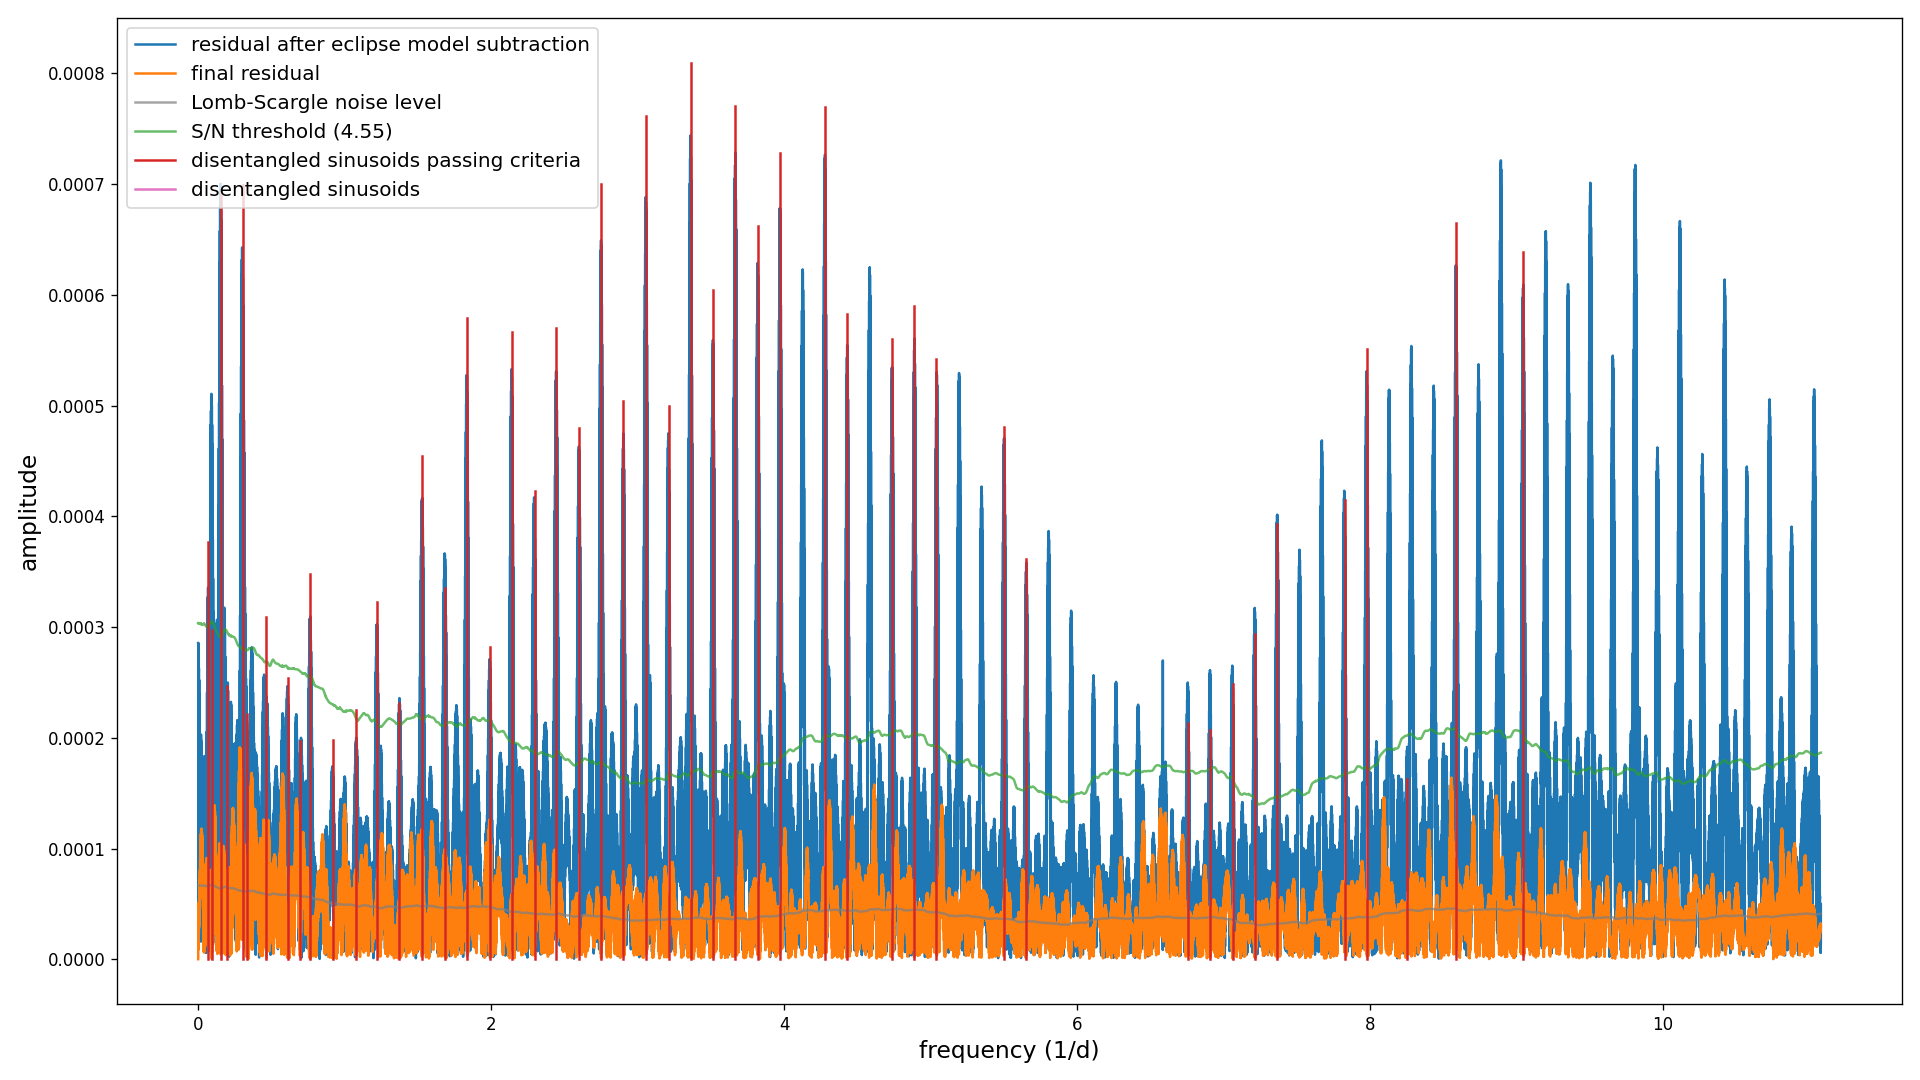 residual after eclipse model subtraction
final residual
Lomb-Scargle noise level
S/N threshold (4.55)
disentangled sinusoids passing criteria
disentangled sinusoids
0.0008
0.0007
0.0006
0.0005
0.0004
0.0003
0.0002
0.0001
0.0000
amplitude
0 2 4 6 8 10
frequency (1/d)